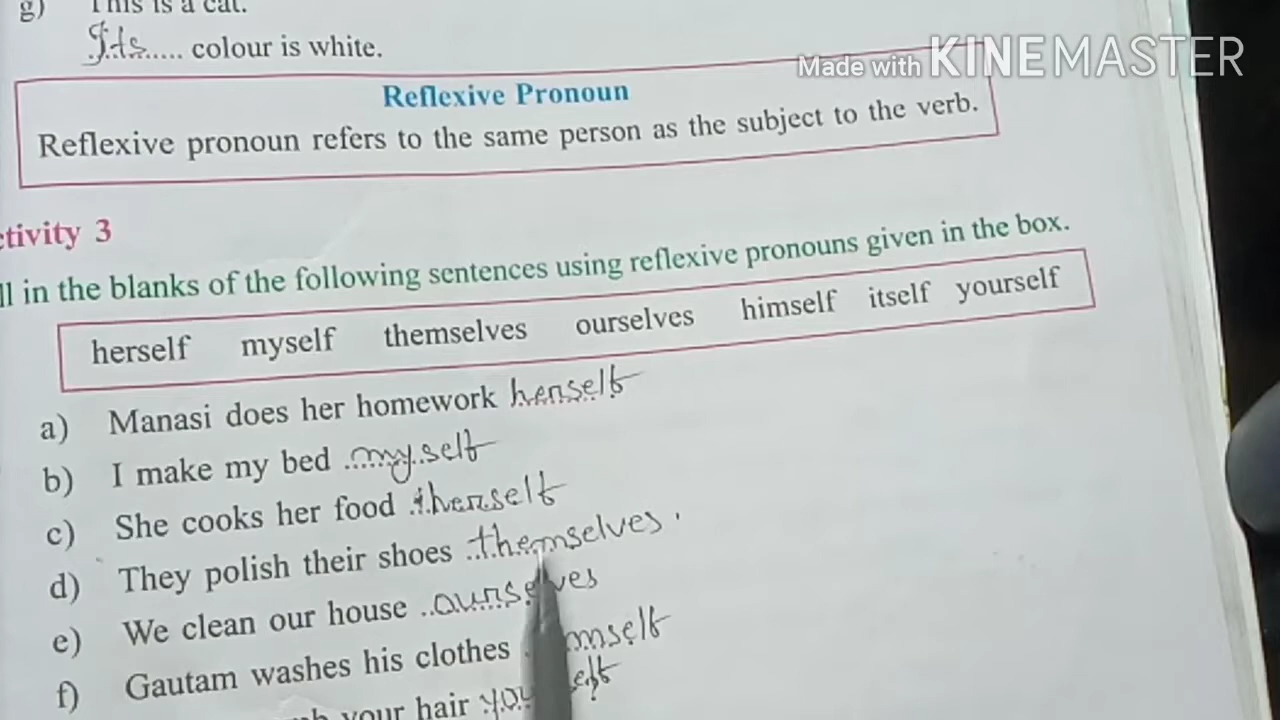 g) This is a cat.
Its colour is white.
Made with KINEMASTER
Reflexive Pronoun
Reflexive pronoun refers to the same person as the subject to the verb.
ctivity 3
ll in the blanks of the following sentences using reflexive pronouns given in the box.
herself myself themselves ourselves himself itself yourself
a) Manasi does her homework herself
b) I make my bed myself
c) She cooks her food herself
d) They polish their shoes themselves.
e) We clean our house ourselves
f) Gautam washes his clothes mself
your hair you self